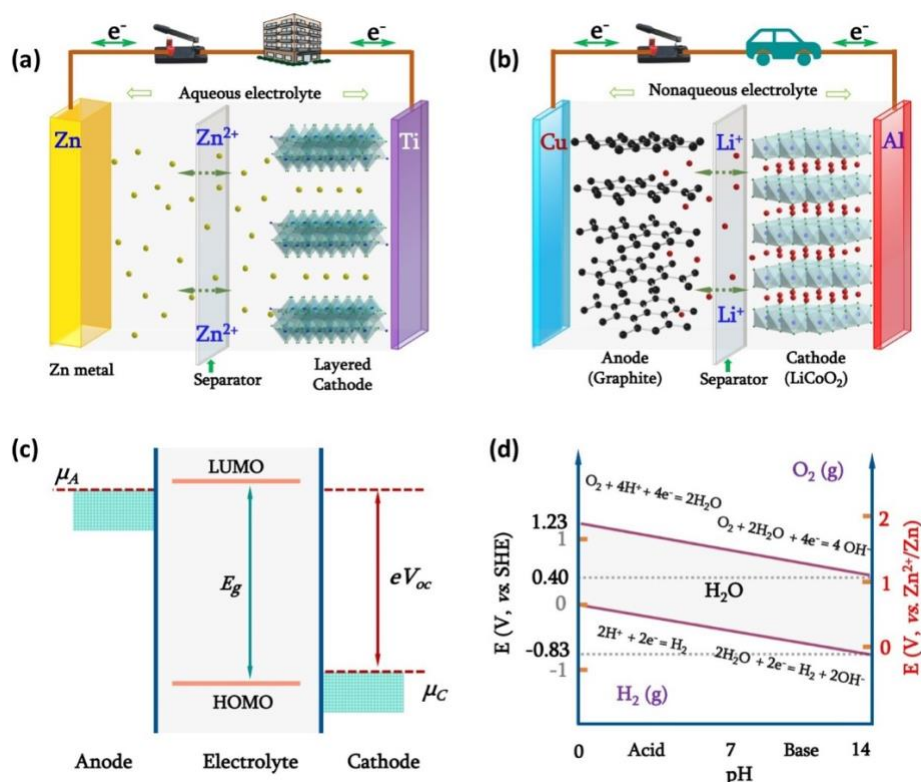 (a)
e⁻
e⁻
Aqueous electrolyte
Zn
Zn²⁺
Ti
Zn²⁺
Zn metal
Separator
Layered
Cathode
(b)
e⁻
e⁻
Nonaqueous electrolyte
Cu
Li⁺
Al
Li⁺
Anode
(Graphite)
Separator
Cathode
(LiCoO₂)
(c)
μA
LUMO
Eg
eVoc
HOMO
μC
Anode
Electrolyte
Cathode
(d)
O₂ (g)
O₂ + 4H⁺ + 4e⁻ = 2H₂O
O₂ + 2H₂O + 4e⁻ = 4 OH⁻
1.23
1
0.40
0
-0.83
-1
E (V, vs. SHE)
H₂O
2H⁺ + 2e⁻ = H₂
2H₂O + 2e⁻ = H₂ + 2OH⁻
H₂ (g)
2
1
0
E (V, vs. Zn²⁺/Zn)
0
Acid
7
Base
14
pH